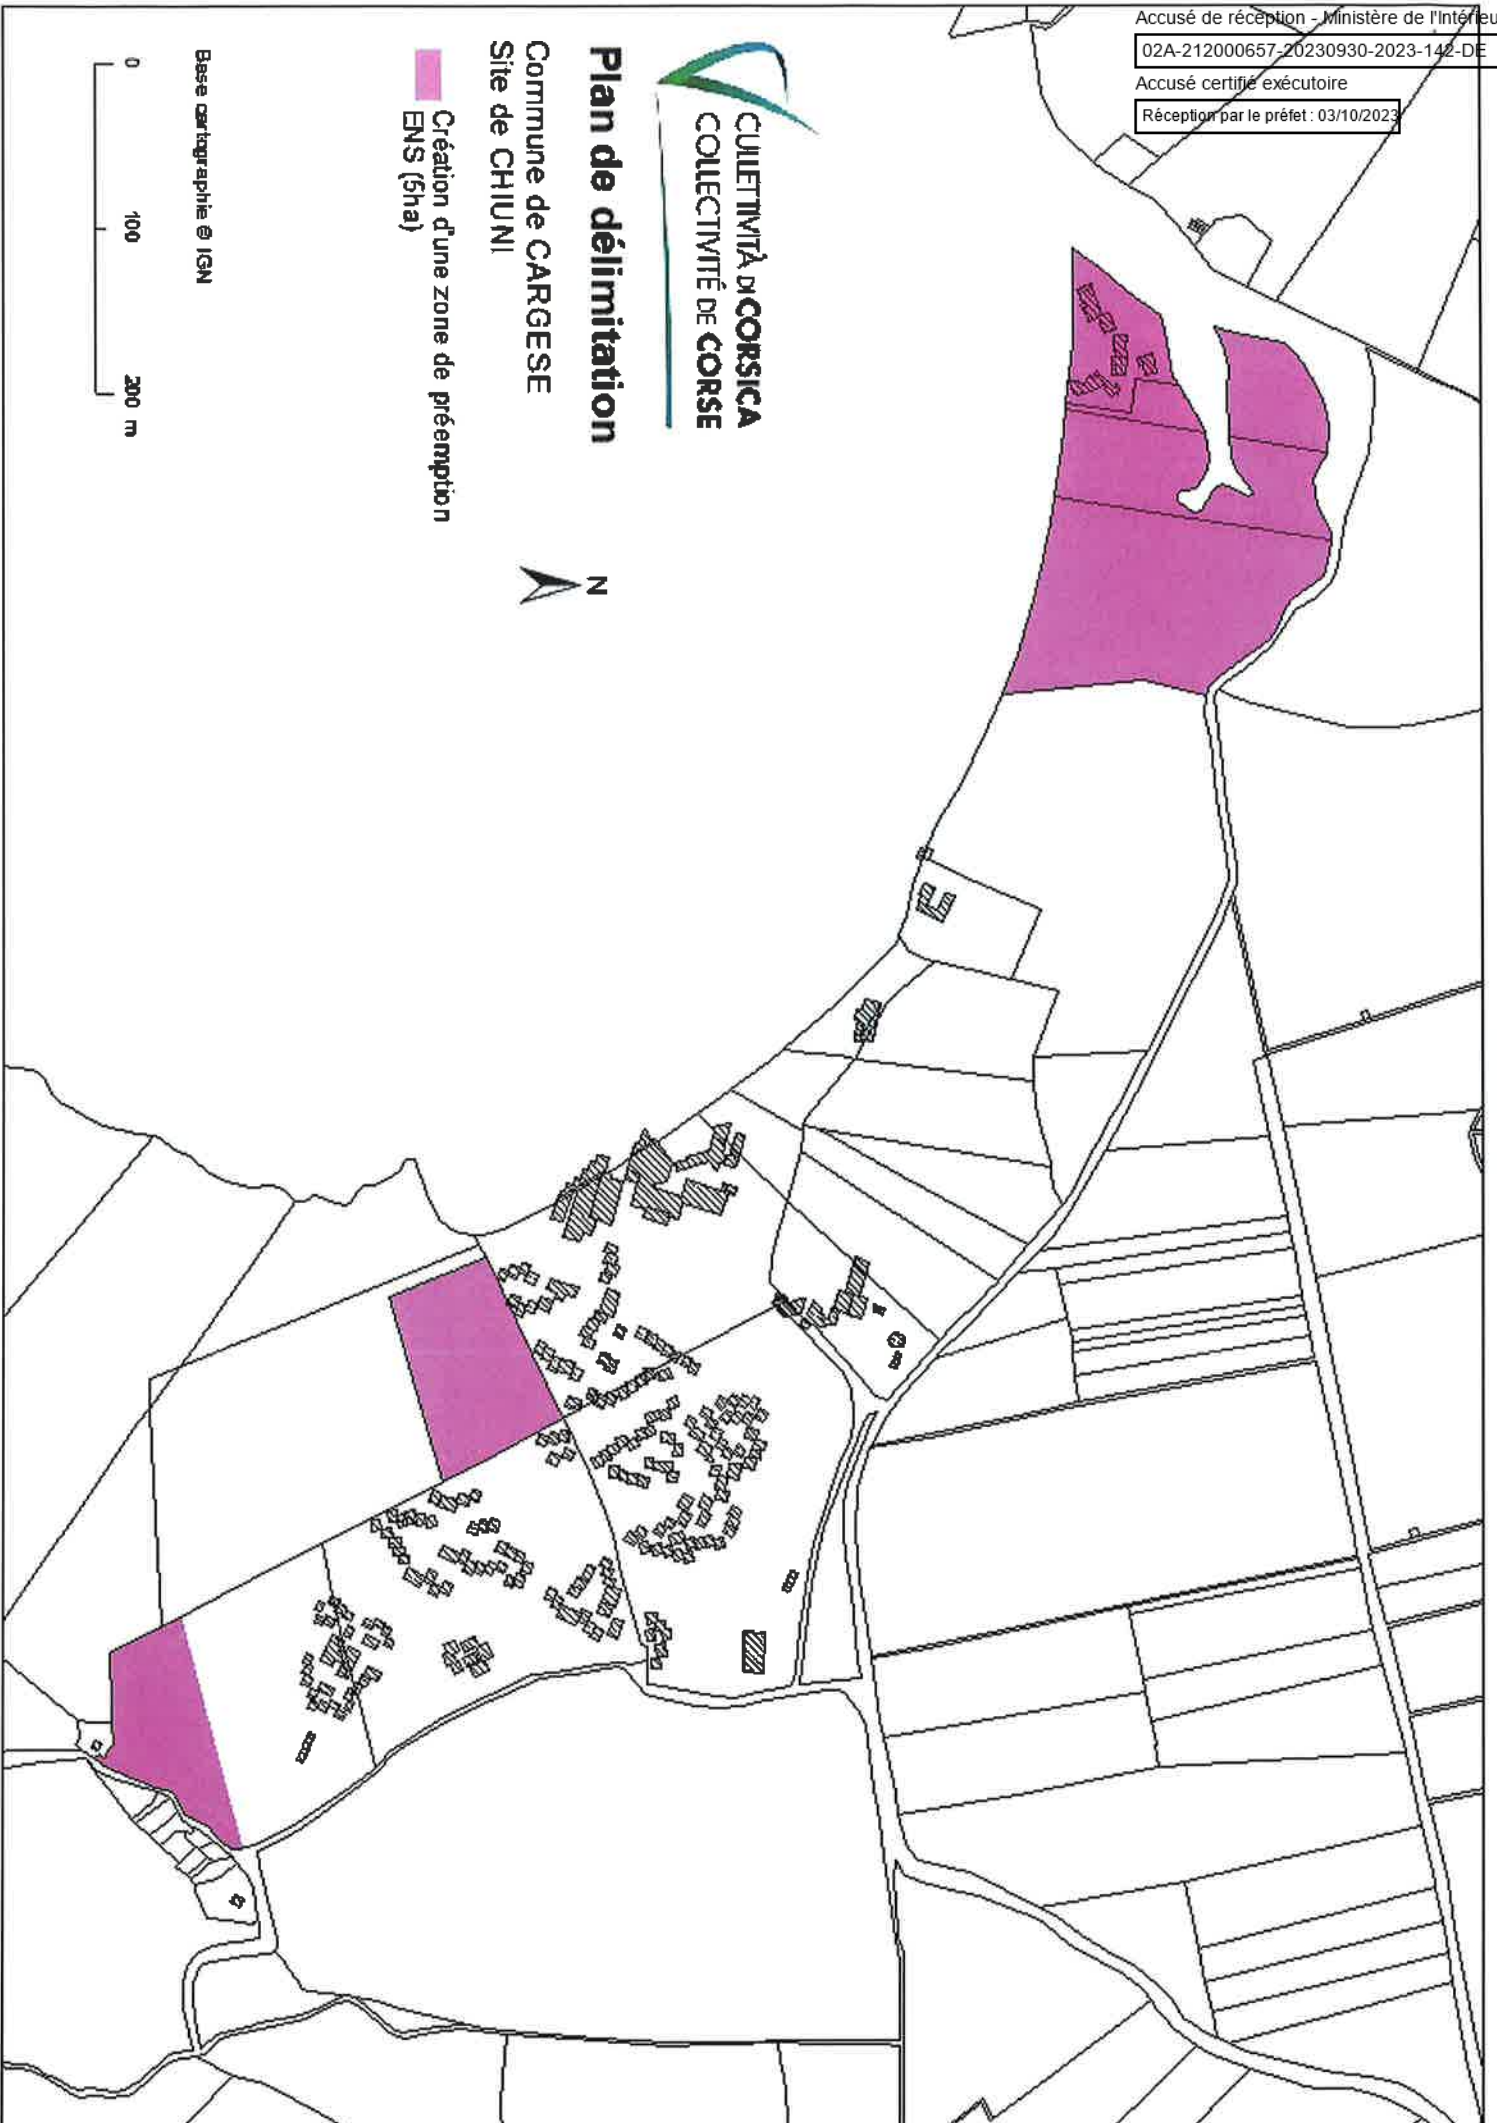 Accusé de réception - Ministère de l'Intérieu
02A-212000657-20230930-2023-142-DE
Accusé certifié exécutoire
Réception par le préfet : 03/10/2023
CULLETTIVITÀ DI CORSICA
COLLECTIVITÉ DE CORSE
Plan de délimitation
Commune de CARGESE
Site de CHIUNI
Création d'une zone de préemption
ENS (5ha)
N
Base cartographie © IGN
0 100 200 m